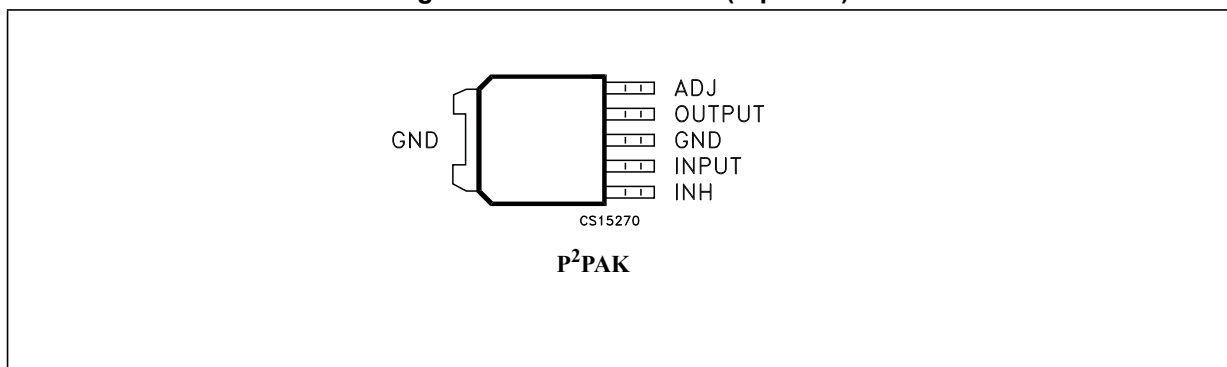 ADJ
OUTPUT
GND
GND
INPUT
INH
CS15270
P²PAK